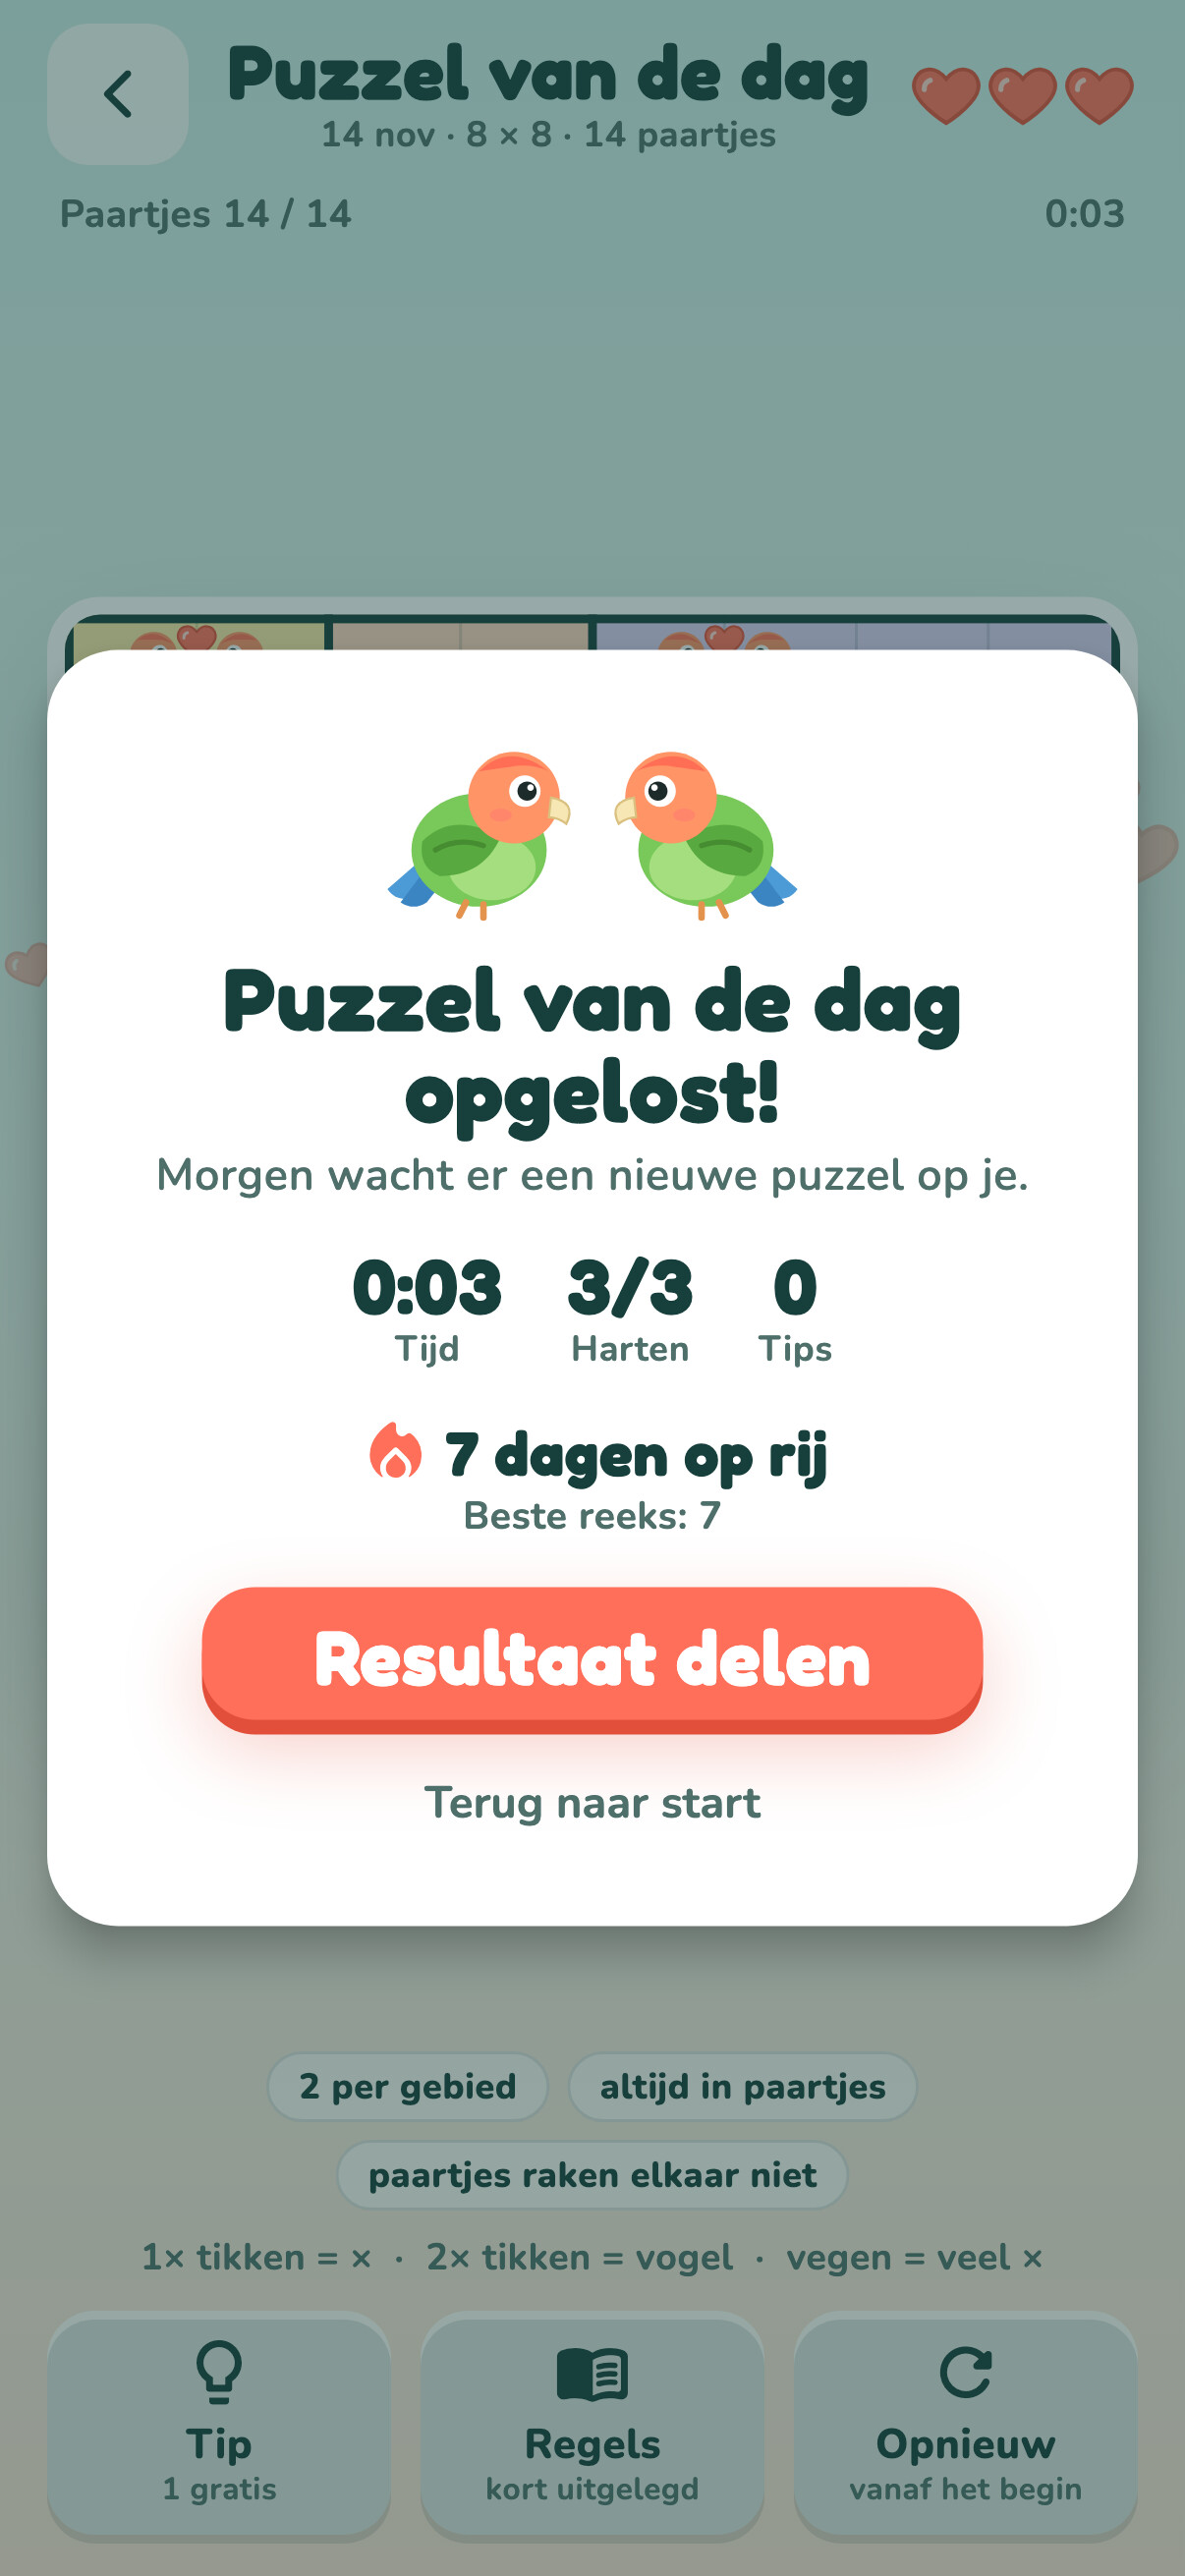 Puzzel van de dag
14 nov · 8 × 8 · 14 paartjes
Paartjes 14 / 14
0:03
Puzzel van de dag
opgelost!
Morgen wacht er een nieuwe puzzel op je.
0:03 3/3 0
Tijd Harten Tips
7 dagen op rij
Beste reeks: 7
Resultaat delen
Terug naar start
2 per gebied
altijd in paartjes
paartjes raken elkaar niet
1× tikken = × · 2× tikken = vogel · vegen = veel ×
Tip
1 gratis
Regels
kort uitgelegd
Opnieuw
vanaf het begin